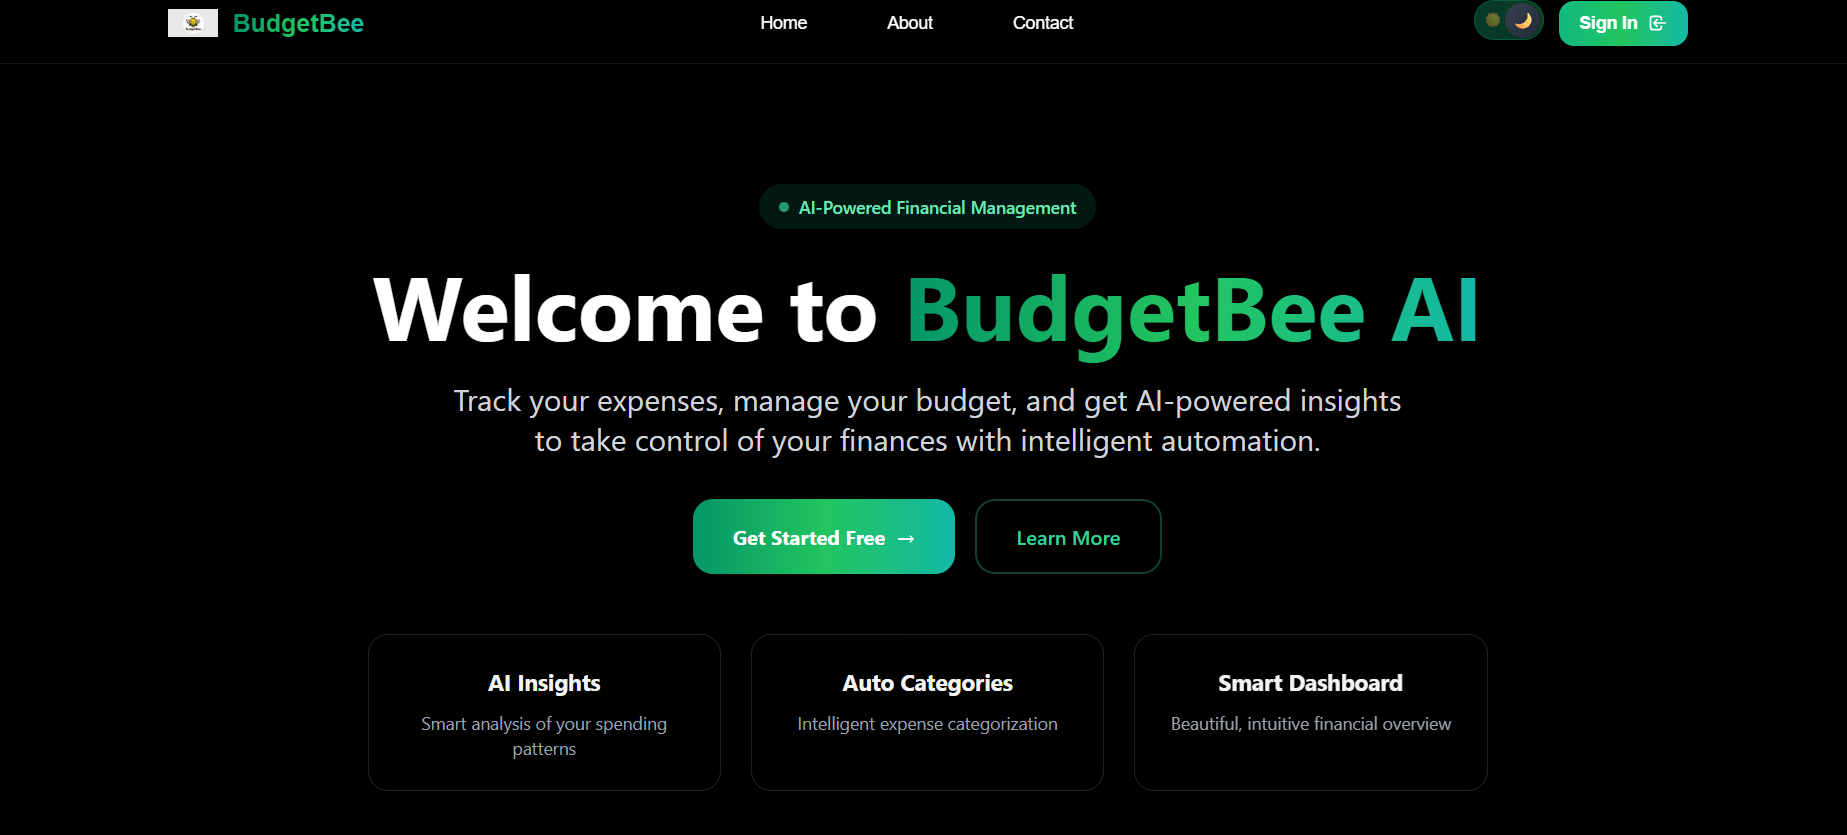 BudgetBee
Home
About
Contact
Sign In
AI-Powered Financial Management
Welcome to BudgetBee AI
Track your expenses, manage your budget, and get AI-powered insights
to take control of your finances with intelligent automation.
Get Started Free →
Learn More
AI Insights
Smart analysis of your spending
patterns
Auto Categories
Intelligent expense categorization
Smart Dashboard
Beautiful, intuitive financial overview